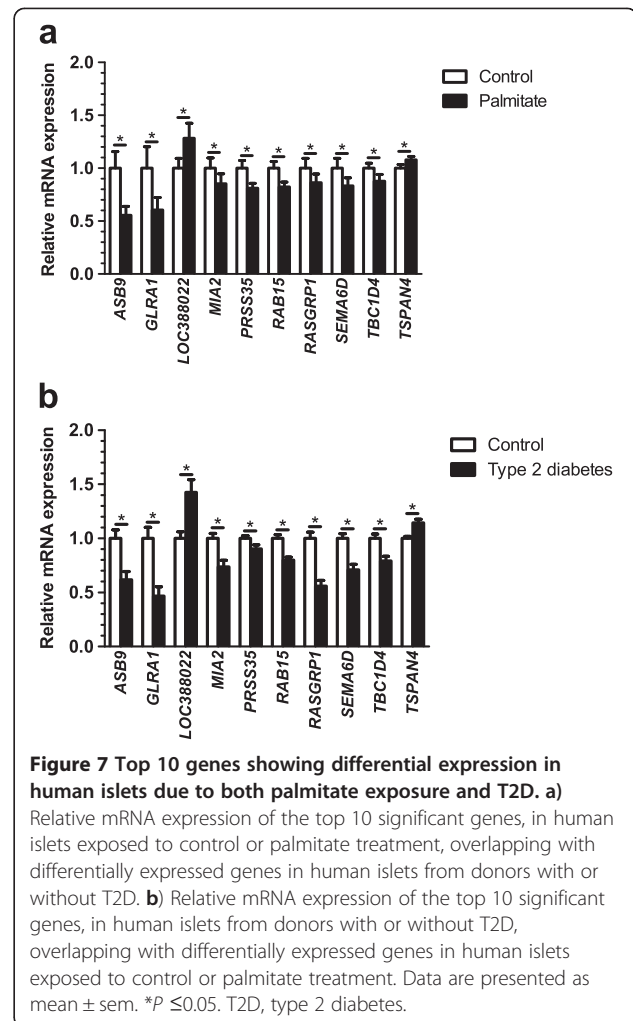 a
Relative mRNA expression
2.0
1.5
1.0
0.5
0.0
* * * * * * * * * *
ASB9
GLRA1
LOC388022
MIA2
PRSS35
RAB15
RASGRP1
SEMA6D
TBC1D4
TSPAN4
Control
Palmitate
b
Relative mRNA expression
2.0
1.5
1.0
0.5
0.0
* * * * * * * * * *
ASB9
GLRA1
LOC388022
MIA2
PRSS35
RAB15
RASGRP1
SEMA6D
TBC1D4
TSPAN4
Control
Type 2 diabetes
Figure 7 Top 10 genes showing differential expression in
human islets due to both palmitate exposure and T2D. a)
Relative mRNA expression of the top 10 significant genes, in human
islets exposed to control or palmitate treatment, overlapping with
differentially expressed genes in human islets from donors with or
without T2D. b) Relative mRNA expression of the top 10 significant
genes, in human islets from donors with or without T2D,
overlapping with differentially expressed genes in human islets
exposed to control or palmitate treatment. Data are presented as
mean ± sem. *P ≤0.05. T2D, type 2 diabetes.